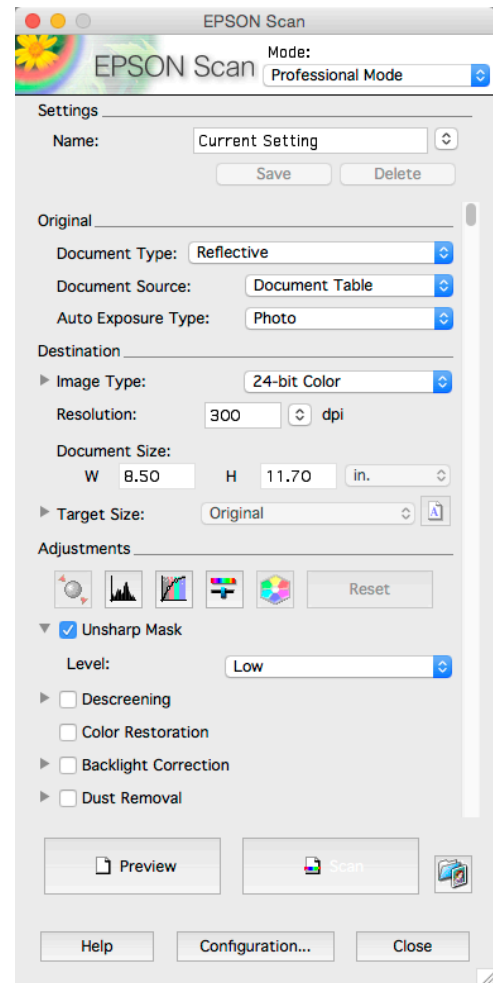 EPSON Scan
EPSON Scan
Mode:
Professional Mode
Settings
Name: Current Setting
Save Delete
Original
Document Type: Reflective
Document Source: Document Table
Auto Exposure Type: Photo
Destination
Image Type: 24-bit Color
Resolution: 300 dpi
Document Size:
W 8.50 H 11.70 in.
Target Size: Original A
Adjustments
Reset
Unsharp Mask
Level: Low
Descreening
Color Restoration
Backlight Correction
Dust Removal
Preview Scan
Help Configuration... Close